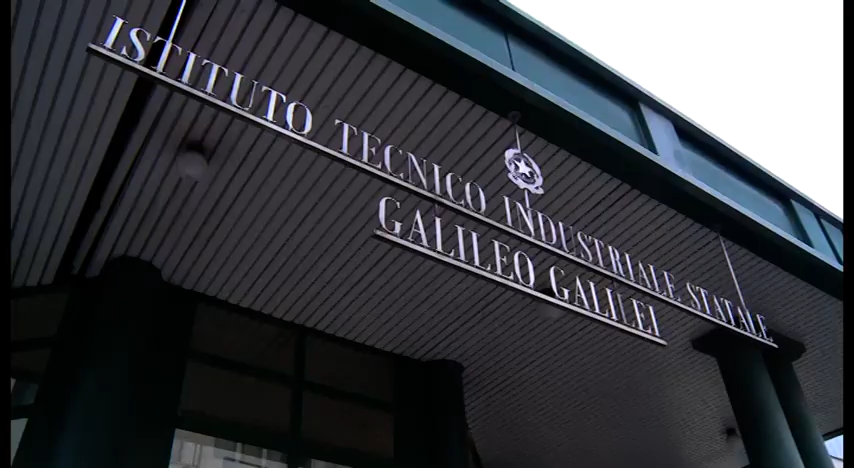 ISTITUTO TECNICO INDUSTRIALE STATALE
GALILEO GALILEI